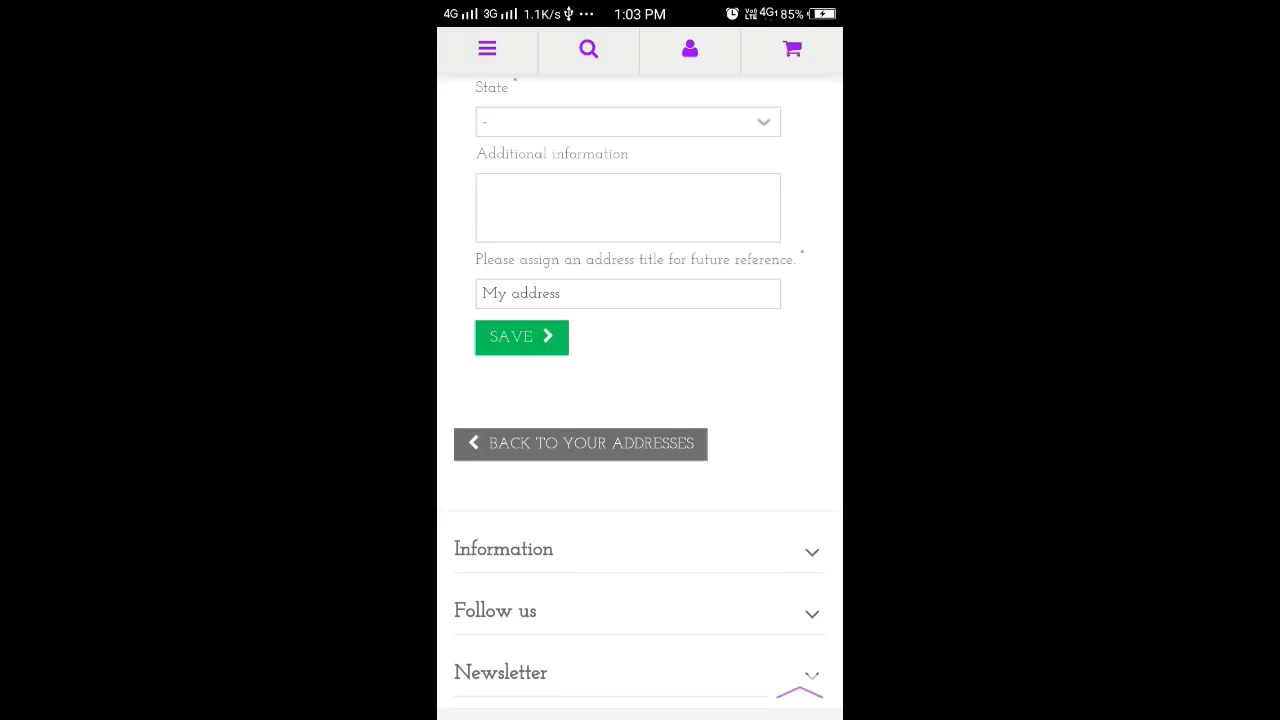 4G 3G 1.1K/s ... 1:03 PM VoLTE 4G 85%
State *
-
Additional information
Please assign an address title for future reference. *
My address
SAVE
BACK TO YOUR ADDRESSES
Information
Follow us
Newsletter